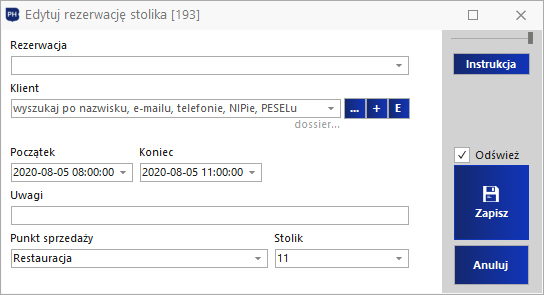 PH
Edytuj rezerwację stolika [193]
Instrukcja
Rezerwacja
Klient
wyszukaj po nazwisku, e-mailu, telefonie, NIPie, PESELu
... + E
dossier...
Początek Koniec
2020-08-05 08:00:00 2020-08-05 11:00:00
Uwagi
Punkt sprzedaży Stolik
Restauracja 11
Odśwież
Zapisz
Anuluj